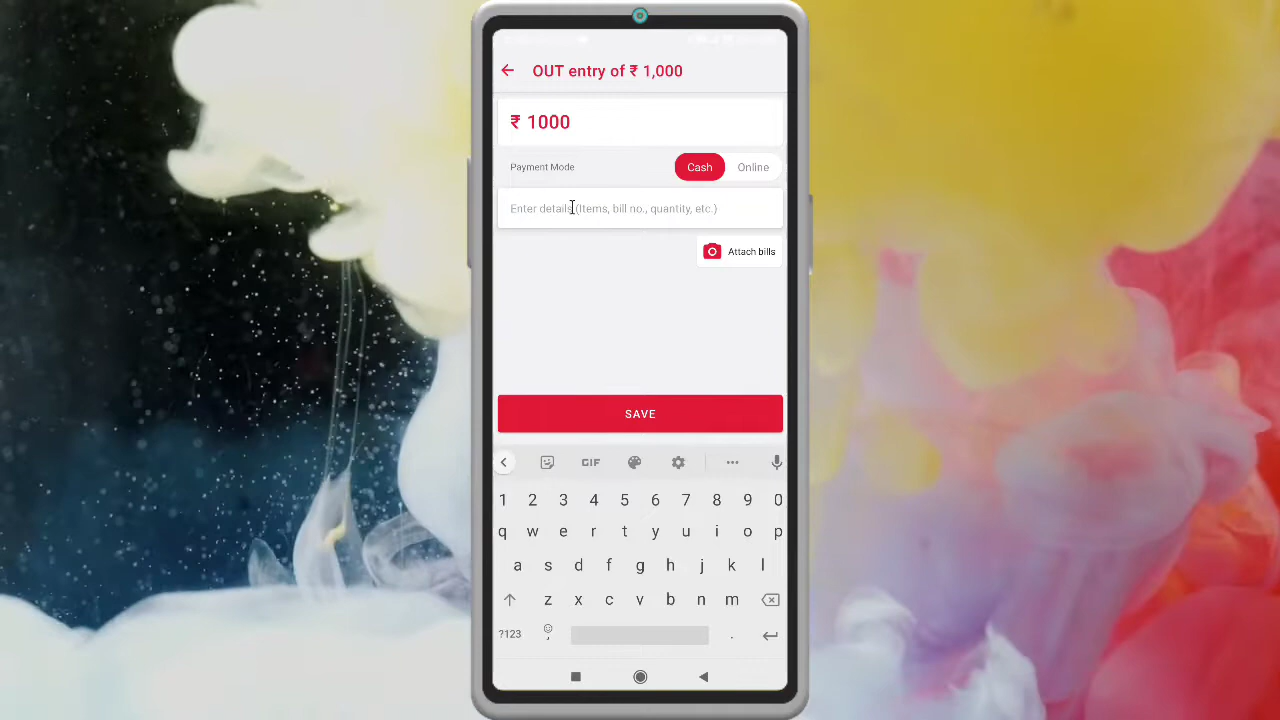 OUT entry of ₹ 1,000
₹ 1000
Payment Mode Cash Online
Enter details (Items, bill no., quantity, etc.)
Attach bills
SAVE
GIF
1 2 3 4 5 6 7 8 9 0
q w e r t y u i o p
a s d f g h j k l
z x c v b n m
?123 , .